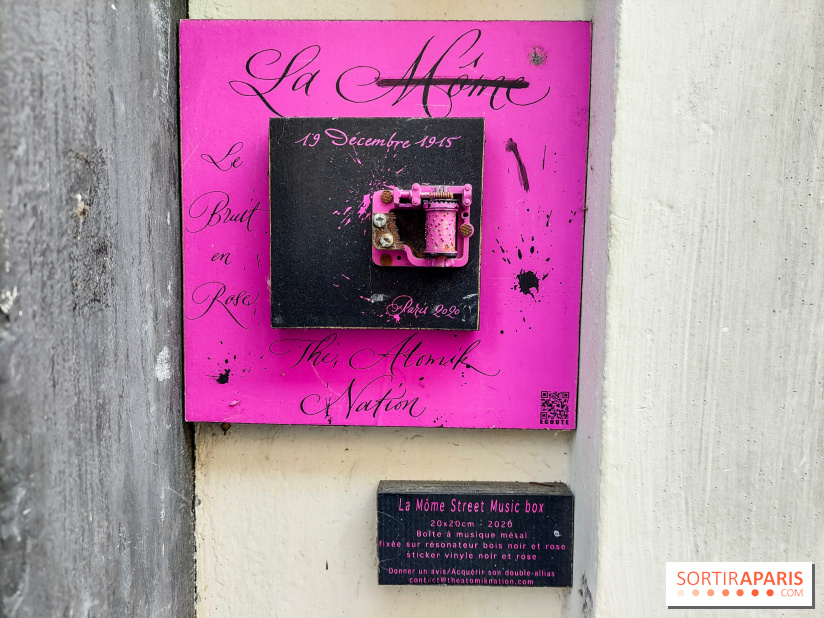 La Môme
19 Décembre 1915
Le
Bruit
en
Rose
Paris 2020
The Atomik
Nation
ECOUTE
La Môme Street Music box
20x20cm - 2020
Boîte à musique métal
fixée sur résonateur bois noir et rose
sticker vinyle noir et rose
Donner un avis/Acquérir son double-allias
contact@theatomiknation.com
SORTIRAPARIS
.COM